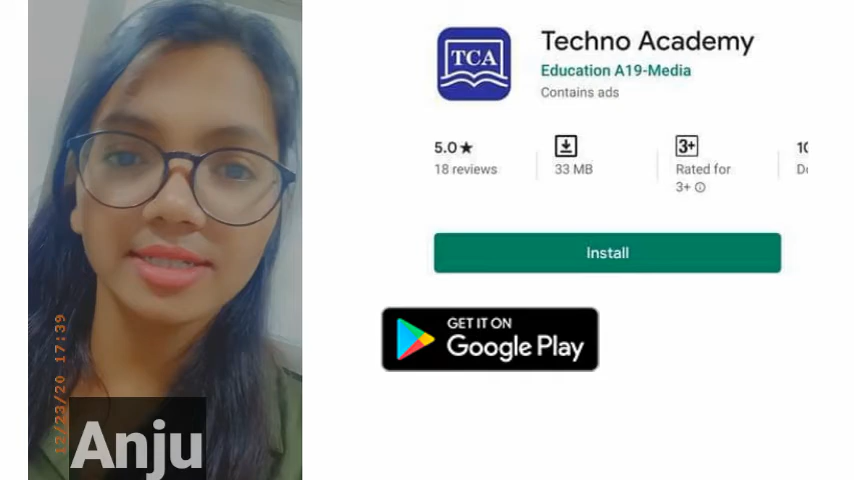 12/23/20 17:39
Anju
TCA
Techno Academy
Education A19-Media
Contains ads
5.0★
18 reviews
33 MB
3+
Rated for
3+
Install
GET IT ON
Google Play